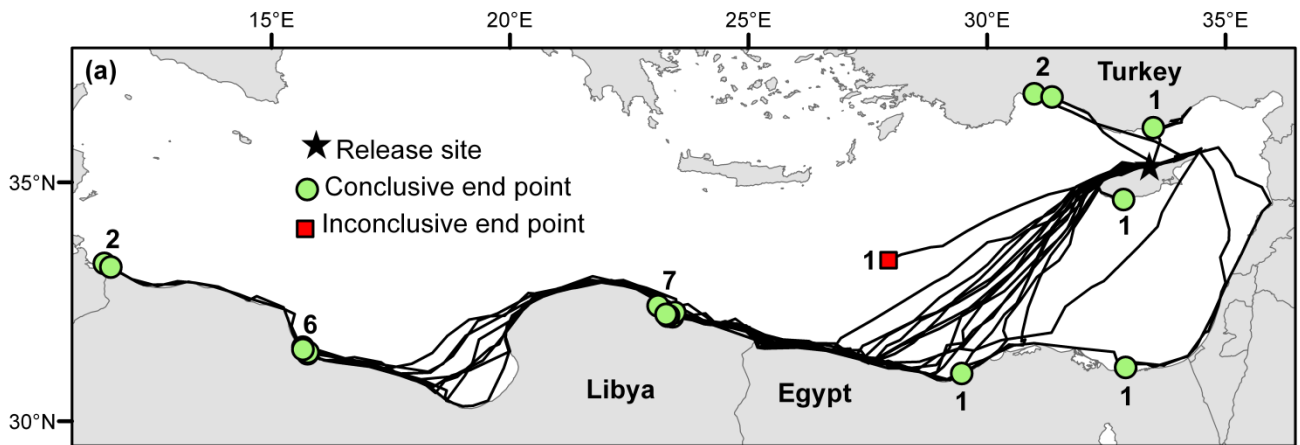 15°E 20°E 25°E 30°E 35°E
(a)
2
Turkey
1
Release site
Conclusive end point
Inconclusive end point
35°N
1
1
2
7
6
Libya
Egypt
1
1
30°N